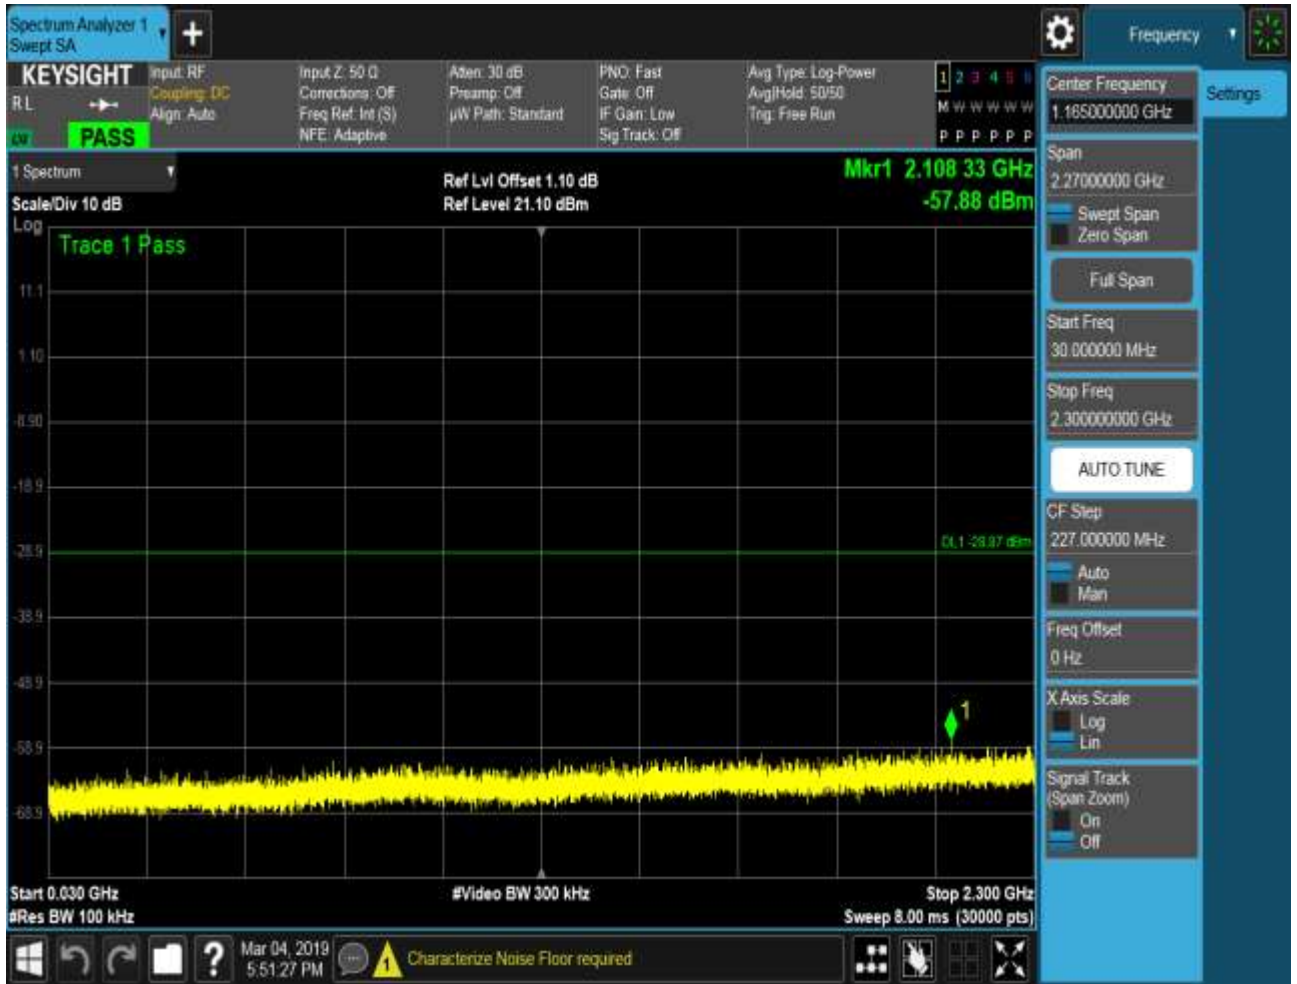 Spectrum Analyzer 1
Swept SA
+
Frequency
KEYSIGHT
R L
LXI
PASS
Input: RF
Coupling: DC
Align: Auto
Input Z: 50 Ω
Corrections: Off
Freq Ref: Int (S)
NFE: Adaptive
Atten: 30 dB
Preamp: Off
µW Path: Standard
PNO: Fast
Gate: Off
IF Gain: Low
Sig Track: Off
Avg Type: Log-Power
Avg|Hold: 50/50
Trig: Free Run
1 2 3 4 5 6
M W W W W W
P P P P P P
1 Spectrum
Scale/Div 10 dB
Ref Lvl Offset 1.10 dB
Ref Level 21.10 dBm
Mkr1 2.108 33 GHz
-57.88 dBm
Log
Trace 1 Pass
11.1
1.10
-8.90
-18.9
-28.9
-38.9
-48.9
-58.9
-68.9
DL1 -28.87 dBm
1
Start 0.030 GHz
#Video BW 300 kHz
Stop 2.300 GHz
#Res BW 100 kHz
Sweep 8.00 ms (30000 pts)
Center Frequency
1.165000000 GHz
Settings
Span
2.27000000 GHz
Swept Span
Zero Span
Full Span
Start Freq
30.000000 MHz
Stop Freq
2.300000000 GHz
AUTO TUNE
CF Step
227.000000 MHz
Auto
Man
Freq Offset
0 Hz
X Axis Scale
Log
Lin
Signal Track
(Span Zoom)
On
Off
?
Mar 04, 2019
5:51:27 PM
1
Characterize Noise Floor required